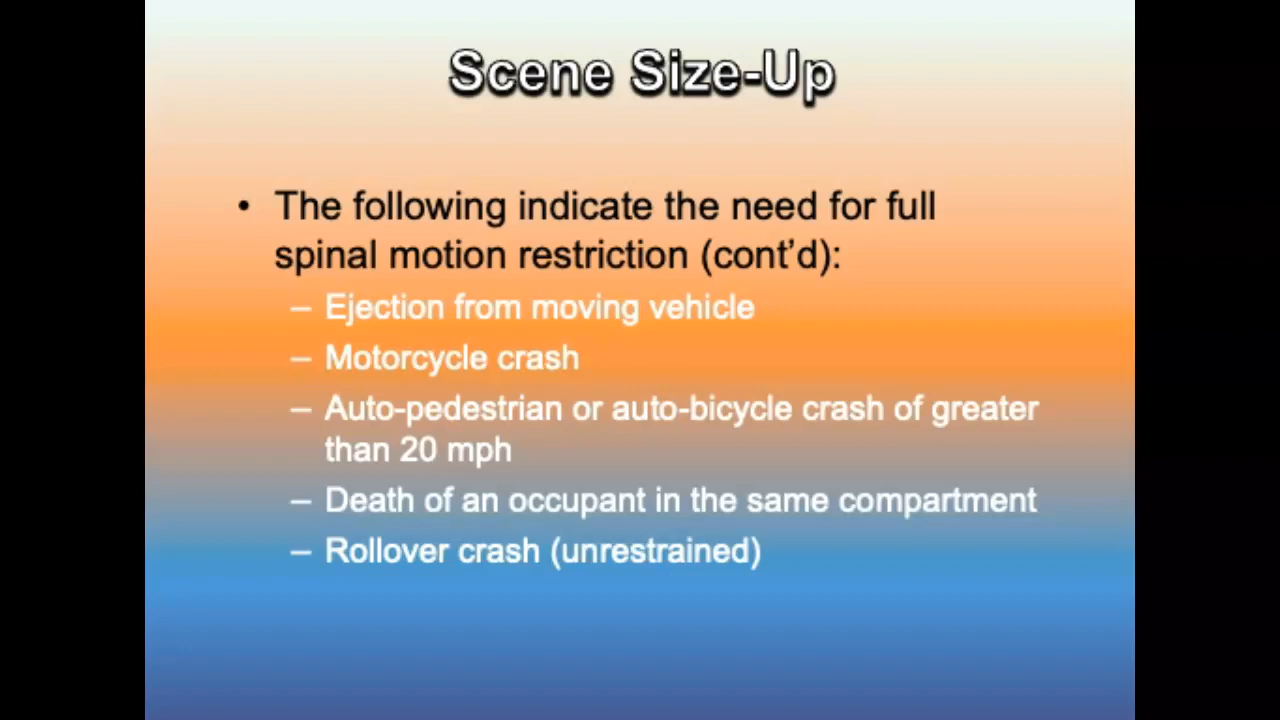 Scene Size-Up
• The following indicate the need for full
spinal motion restriction (cont’d):
– Ejection from moving vehicle
– Motorcycle crash
– Auto-pedestrian or auto-bicycle crash of greater
than 20 mph
– Death of an occupant in the same compartment
– Rollover crash (unrestrained)